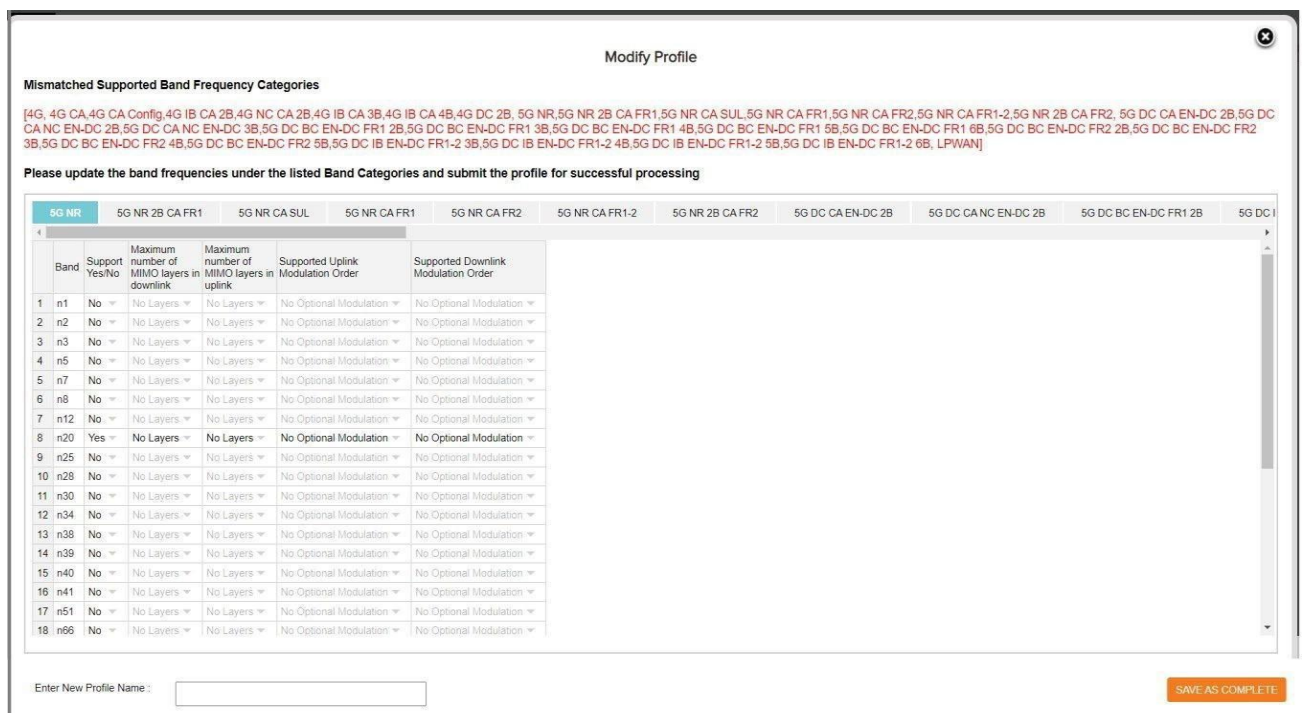 Modify Profile
Mismatched Supported Band Frequency Categories
[4G, 4G CA,4G CA Config,4G IB CA 2B,4G NC CA 2B,4G IB CA 3B,4G IB CA 4B,4G DC 2B, 5G NR,5G NR 2B CA FR1,5G NR CA SUL,5G NR CA FR1,5G NR CA FR2,5G NR CA FR1-2,5G NR 2B CA FR2, 5G DC CA EN-DC 2B,5G DC
CA NC EN-DC 2B,5G DC CA NC EN-DC 3B,5G DC BC EN-DC FR1 2B,5G DC BC EN-DC FR1 3B,5G DC BC EN-DC FR1 4B,5G DC BC EN-DC FR1 5B,5G DC BC EN-DC FR1 6B,5G DC BC EN-DC FR2 2B,5G DC BC EN-DC FR2
3B,5G DC BC EN-DC FR2 4B,5G DC BC EN-DC FR2 5B,5G DC IB EN-DC FR1-2 3B,5G DC IB EN-DC FR1-2 4B,5G DC IB EN-DC FR1-2 5B,5G DC IB EN-DC FR1-2 6B, LPWAN]
Please update the band frequencies under the listed Band Categories and submit the profile for successful processing
5G NR 5G NR 2B CA FR1 5G NR CA SUL 5G NR CA FR1 5G NR CA FR2 5G NR CA FR1-2 5G NR 2B CA FR2 5G DC CA EN-DC 2B 5G DC CA NC EN-DC 2B 5G DC BC EN-DC FR1 2B 5G DC I
Band Support Yes/No Maximum number of MIMO layers in downlink Maximum number of MIMO layers in uplink Supported Uplink Modulation Order Supported Downlink Modulation Order
1 n1 No No Layers No Layers No Optional Modulation No Optional Modulation
2 n2 No No Layers No Layers No Optional Modulation No Optional Modulation
3 n3 No No Layers No Layers No Optional Modulation No Optional Modulation
4 n5 No No Layers No Layers No Optional Modulation No Optional Modulation
5 n7 No No Layers No Layers No Optional Modulation No Optional Modulation
6 n8 No No Layers No Layers No Optional Modulation No Optional Modulation
7 n12 No No Layers No Layers No Optional Modulation No Optional Modulation
8 n20 Yes No Layers No Layers No Optional Modulation No Optional Modulation
9 n25 No No Layers No Layers No Optional Modulation No Optional Modulation
10 n28 No No Layers No Layers No Optional Modulation No Optional Modulation
11 n30 No No Layers No Layers No Optional Modulation No Optional Modulation
12 n34 No No Layers No Layers No Optional Modulation No Optional Modulation
13 n38 No No Layers No Layers No Optional Modulation No Optional Modulation
14 n39 No No Layers No Layers No Optional Modulation No Optional Modulation
15 n40 No No Layers No Layers No Optional Modulation No Optional Modulation
16 n41 No No Layers No Layers No Optional Modulation No Optional Modulation
17 n51 No No Layers No Layers No Optional Modulation No Optional Modulation
18 n66 No No Layers No Layers No Optional Modulation No Optional Modulation
Enter New Profile Name :
SAVE AS COMPLETE